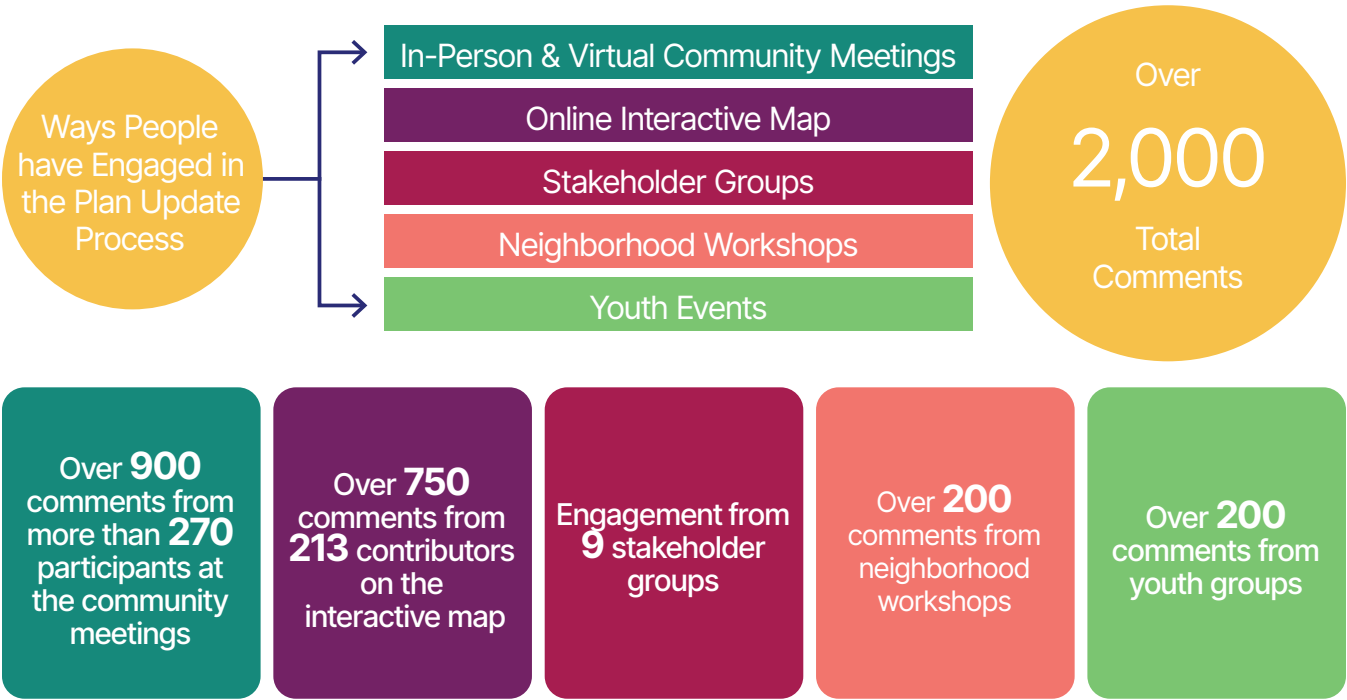 Ways People
have Engaged in
the Plan Update
Process
In-Person & Virtual Community Meetings
Online Interactive Map
Stakeholder Groups
Neighborhood Workshops
Youth Events
Over
2,000
Total
Comments
Over 900
comments from
more than 270
participants at
the community
meetings
Over 750
comments from
213 contributors
on the
interactive map
Engagement from
9 stakeholder
groups
Over 200
comments from
neighborhood
workshops
Over 200
comments from
youth groups